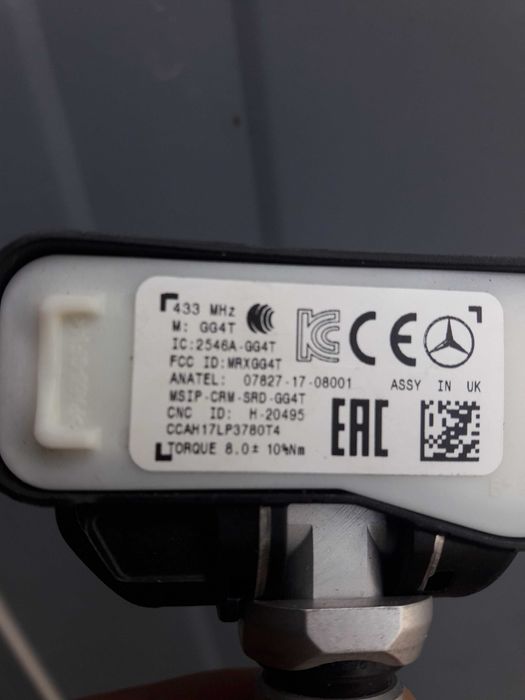 433 MHz
M: GG4T
IC:2546A-GG4T
FCC ID:MRXGG4T
ANATEL: 07827-17-08001
ASSY IN UK
MSIP-CRM-SRD-GG4T
CNC ID: H-20495
CCAH17LP3780T4
TORQUE 8.0± 10%Nm
KC CE
EAC